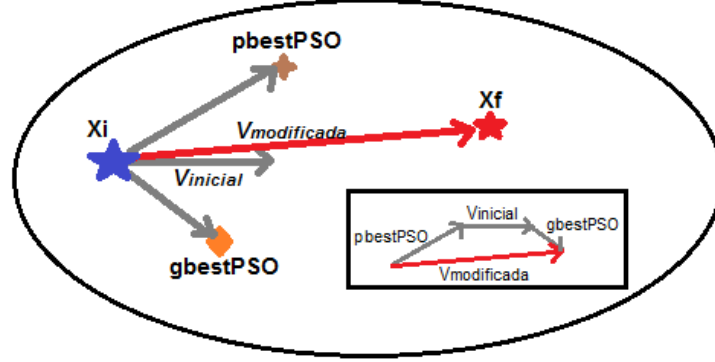 pbestPSO
Xi
Xf
Vmodificada
Vinicial
gbestPSO
Vinicial
gbestPSO
pbestPSO
Vmodificada